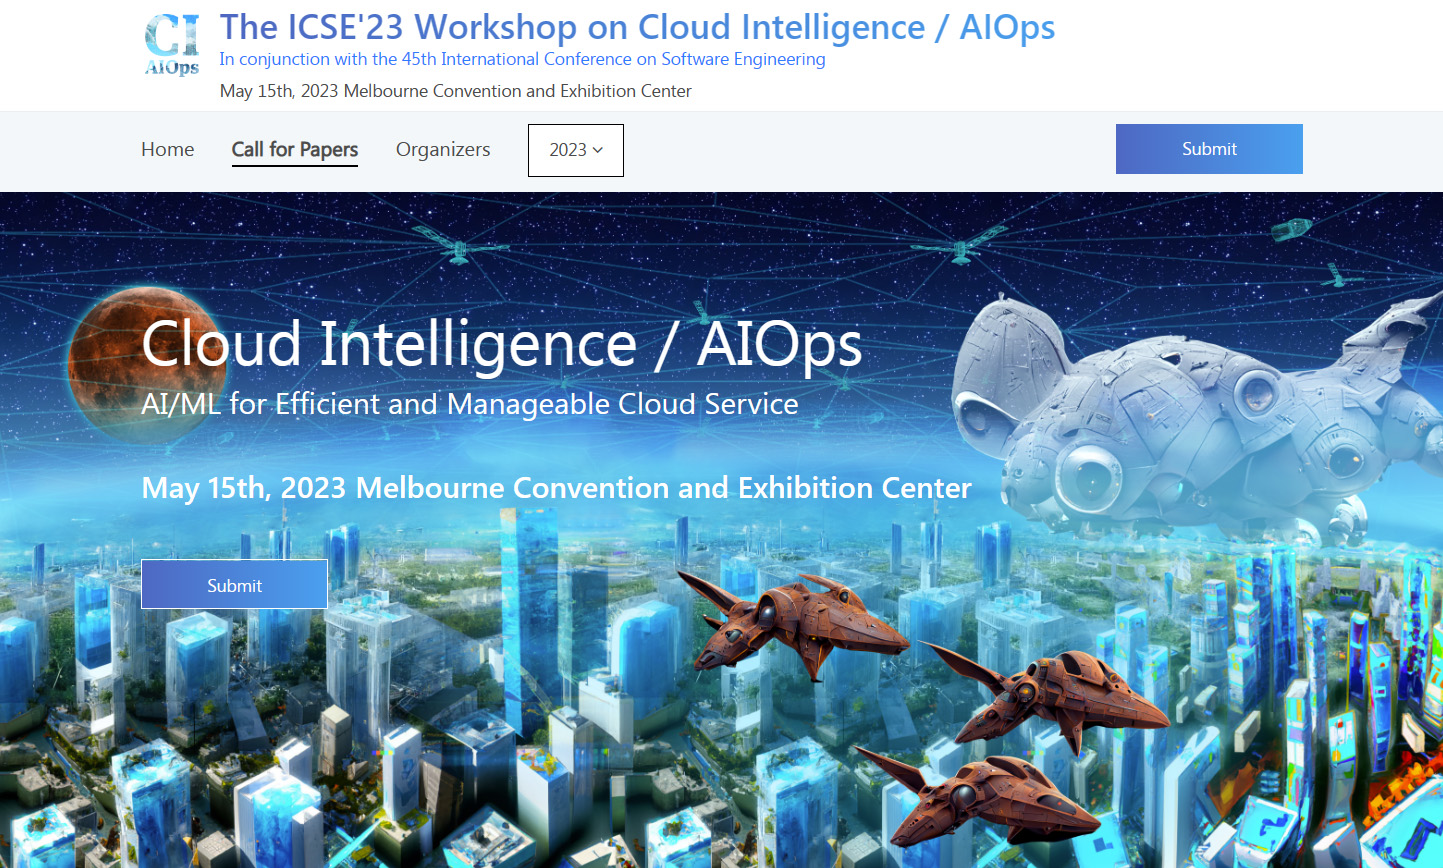 CI
AIOps
The ICSE'23 Workshop on Cloud Intelligence / AIOps
In conjunction with the 45th International Conference on Software Engineering
May 15th, 2023 Melbourne Convention and Exhibition Center
Home
Call for Papers
Organizers
2023
Submit
Cloud Intelligence / AIOps
AI/ML for Efficient and Manageable Cloud Service
May 15th, 2023 Melbourne Convention and Exhibition Center
Submit